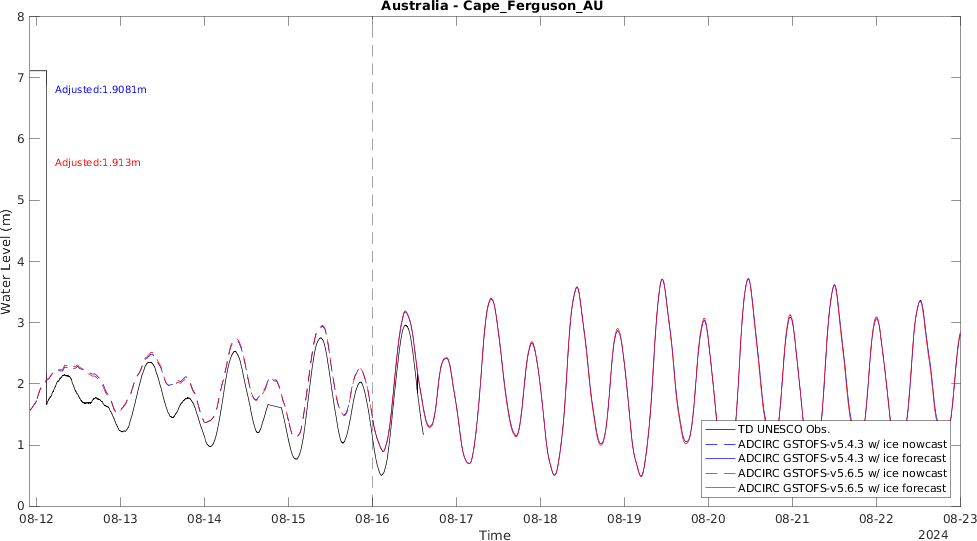 Australia - Cape_Ferguson_AU
8
7
6
5
4
3
2
1
0
Water Level (m)
Adjusted:1.9081m
Adjusted:1.913m
TD UNESCO Obs.
ADCIRC GSTOFS-v5.4.3 w/ ice nowcast
ADCIRC GSTOFS-v5.4.3 w/ ice forecast
ADCIRC GSTOFS-v5.6.5 w/ ice nowcast
ADCIRC GSTOFS-v5.6.5 w/ ice forecast
08-12 08-13 08-14 08-15 08-16 08-17 08-18 08-19 08-20 08-21 08-22 08-23
Time
2024